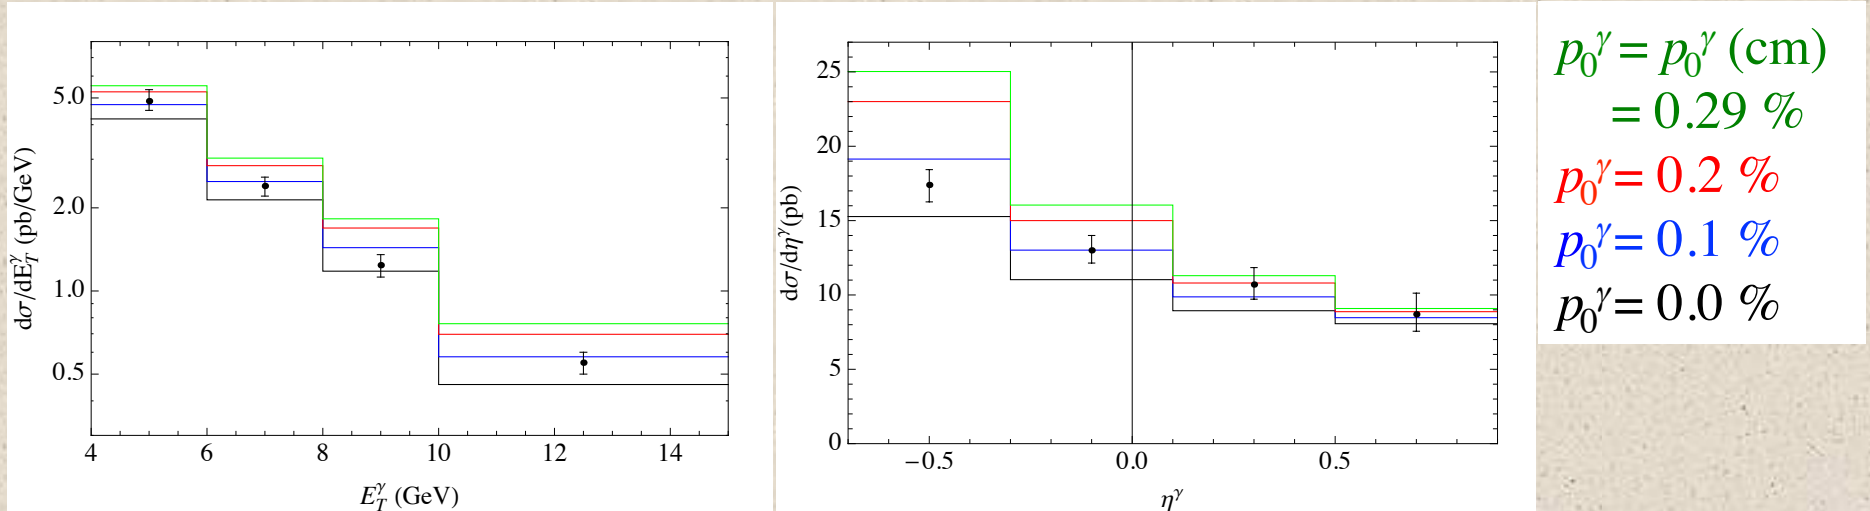 dσ/dE_T^γ (pb/GeV)
5.0
2.0
1.0
0.5
4 6 8 10 12 14
E_T^γ (GeV)
dσ/dη^γ(pb)
25
20
15
10
5
0
−0.5 0.0 0.5
η^γ
p_0^γ = p_0^γ (cm)
= 0.29 %
p_0^γ = 0.2 %
p_0^γ = 0.1 %
p_0^γ = 0.0 %